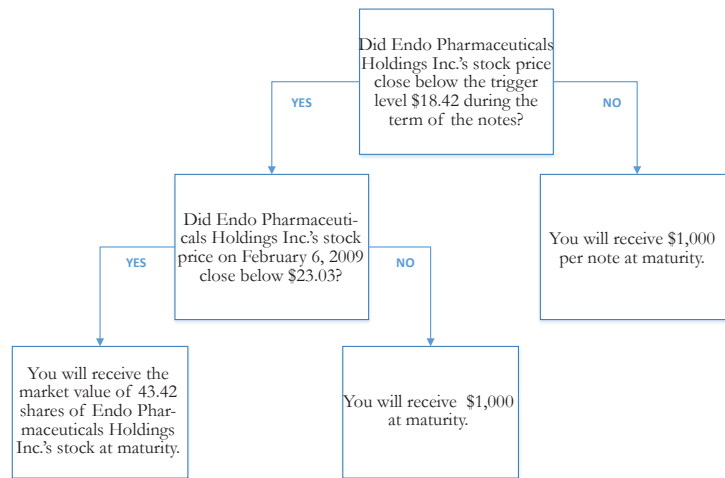 Did Endo Pharmaceuticals
Holdings Inc.'s stock price
close below the trigger
level $18.42 during the
term of the notes?
YES
NO
Did Endo Pharmaceuti-
cals Holdings Inc.'s stock
price on February 6, 2009
close below $23.03?
You will receive $1,000
per note at maturity.
YES
NO
You will receive the
market value of 43.42
shares of Endo Phar-
maceuticals Holdings
Inc.'s stock at maturity.
You will receive $1,000
at maturity.